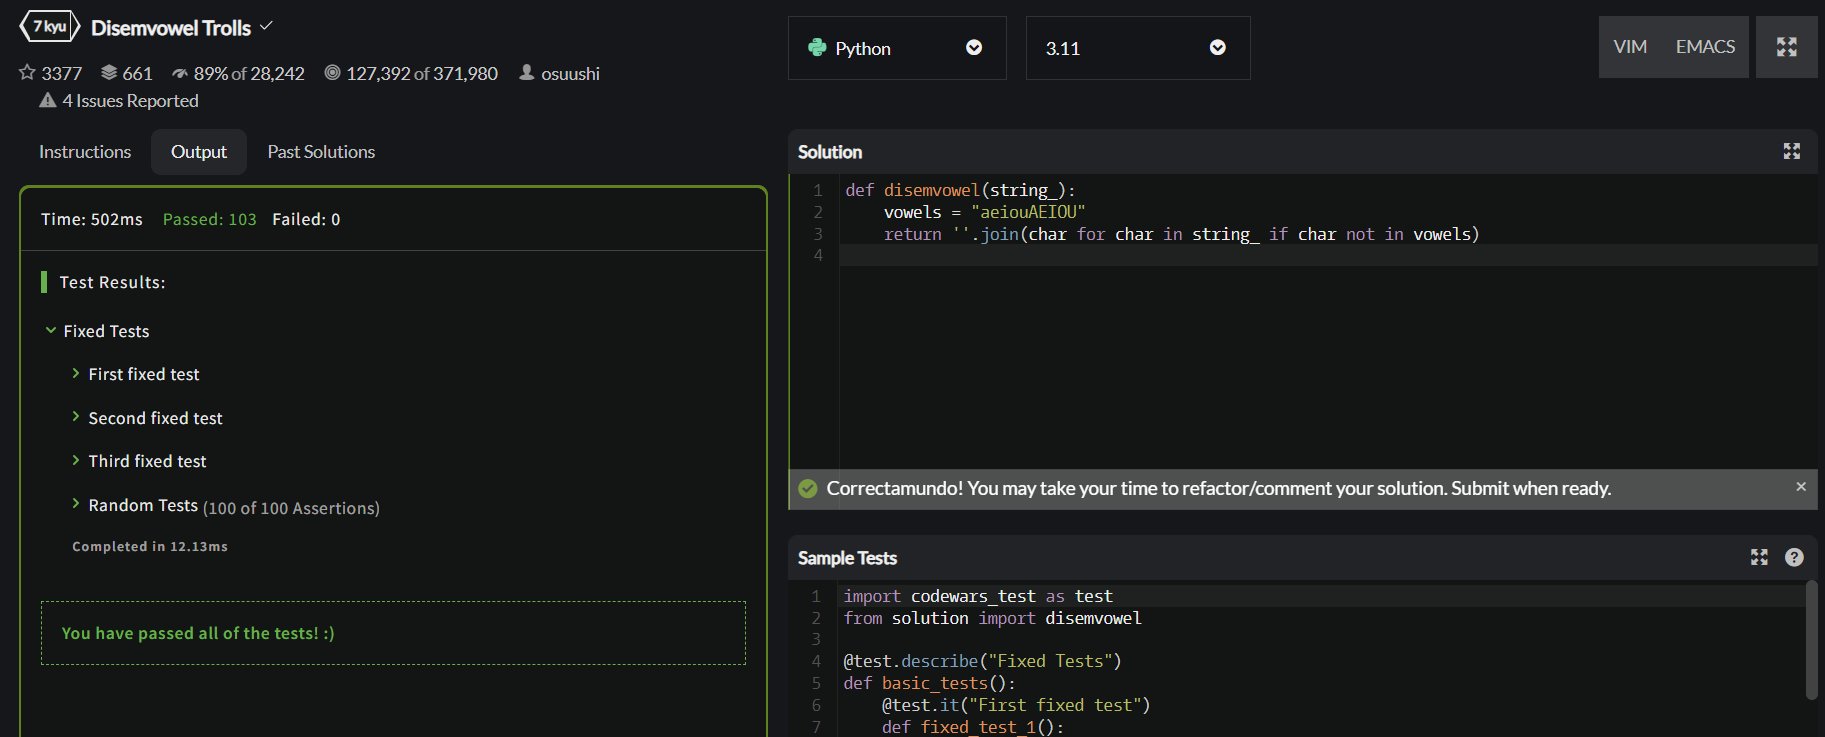 7 kyu Disemvowel Trolls
3377 661 89% of 28,242 127,392 of 371,980 osuushi
4 Issues Reported
Instructions Output Past Solutions
Time: 502ms Passed: 103 Failed: 0
Test Results:
Fixed Tests
First fixed test
Second fixed test
Third fixed test
Random Tests (100 of 100 Assertions)
Completed in 12.13ms
You have passed all of the tests! :)
Python 3.11 VIM EMACS
Solution
1 def disemvowel(string_):
2     vowels = "aeiouAEIOU"
3     return ''.join(char for char in string_ if char not in vowels)
4
Correctamundo! You may take your time to refactor/comment your solution. Submit when ready. ×
Sample Tests ?
1 import codewars_test as test
2 from solution import disemvowel
3
4 @test.describe("Fixed Tests")
5 def basic_tests():
6     @test.it("First fixed test")
7     def fixed_test_1():